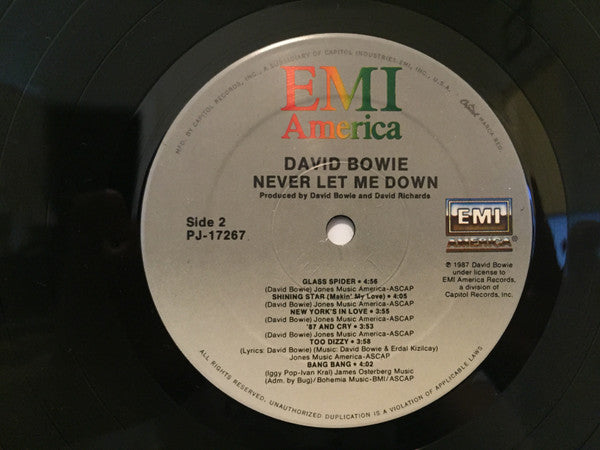 MFD. BY CAPITOL RECORDS, INC., A SUBSIDIARY OF CAPITOL INDUSTRIES-EMI, INC., U.S.A.
Capitol MARCA REG.
EMI
America
DAVID BOWIE
NEVER LET ME DOWN
Produced by David Bowie and David Richards
Side 2
PJ-17267
EMI
AMERICA
℗ 1987 David Bowie
under license to
EMI America Records,
a division of
Capitol Records, Inc.
GLASS SPIDER • 4:56
(David Bowie) Jones Music America-ASCAP
SHINING STAR (Makin' My Love) • 4:05
(David Bowie) Jones Music America-ASCAP
NEW YORK'S IN LOVE • 3:55
(David Bowie) Jones Music America-ASCAP
'87 AND CRY • 3:53
(David Bowie) Jones Music America-ASCAP
TOO DIZZY • 3:58
(Lyrics: David Bowie) (Music: David Bowie & Erdal Kizilcay)
Jones Music America-ASCAP
BANG BANG • 4:02
(Iggy Pop-Ivan Kral) James Osterberg Music
(Adm. by Bug)/Bohemia Music-BMI/ASCAP
ALL RIGHTS RESERVED. UNAUTHORIZED DUPLICATION IS A VIOLATION OF APPLICABLE LAWS